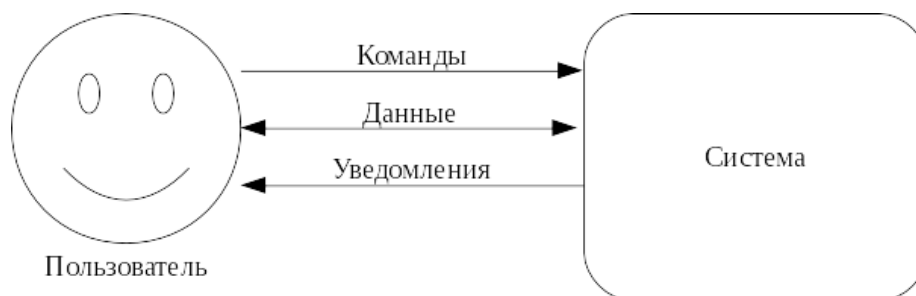 Команды
Данные
Уведомления
Система
Пользователь